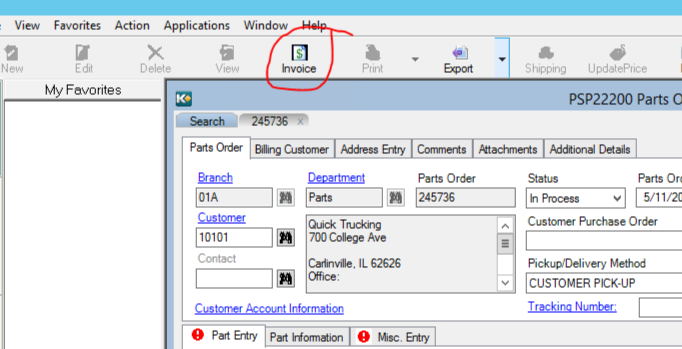 View Favorites Action Applications Window Help
New Edit Delete View Invoice Print Export Shipping UpdatePrice
My Favorites
PSP22200 Parts O
Search 245736 ×
Parts Order Billing Customer Address Entry Comments Attachments Additional Details
Branch Department Parts Order Status Parts Ord
01A Parts 245736 In Process 5/11/20
Customer Quick Trucking Customer Purchase Order
10101 700 College Ave
Contact Carlinville, IL 62626 Pickup/Delivery Method
Office: CUSTOMER PICK-UP
Customer Account Information Tracking Number:
Part Entry Part Information Misc. Entry